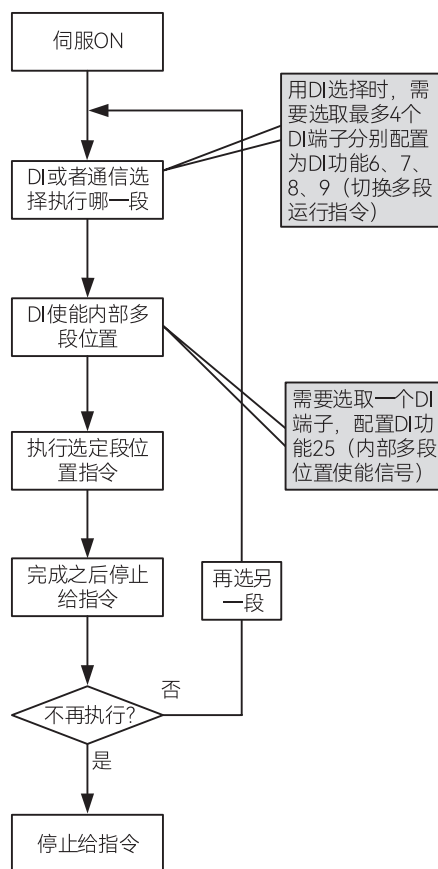 伺服ON
用DI选择时，需
要选取最多4个
DI端子分别配置
为DI功能6、7、
8、9（切换多段
运行指令）
DI或者通信选
择执行哪一段
DI使能内部多
段位置
需要选取一个DI
端子，配置DI功
能25（内部多段
位置使能信号）
执行选定段位
置指令
完成之后停止
给指令
再选另
一段
不再执行?
否
是
停止给指令